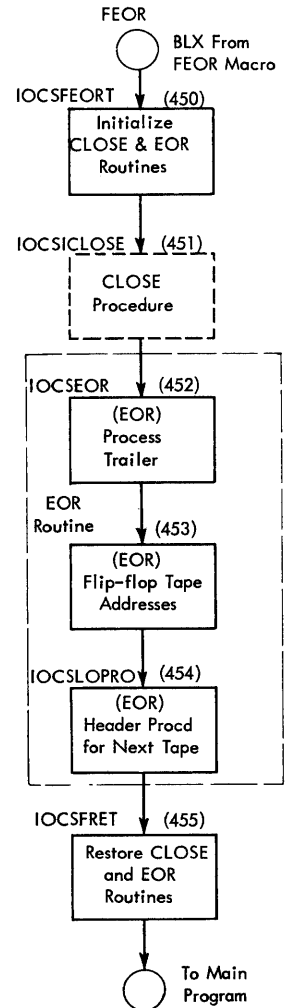 FEOR
BLX From
FEOR Macro
IOCSFEORT (450)
Initialize
CLOSE & EOR
Routines
IOCSICLOSE (451)
CLOSE
Procedure
IOCSEOR (452)
(EOR)
Process
Trailer
EOR
Routine
(453)
(EOR)
Flip-flop Tape
Addresses
IOCSLOPRO (454)
(EOR)
Header Procd
for Next Tape
IOCSFRET (455)
Restore CLOSE
and EOR
Routines
To Main
Program